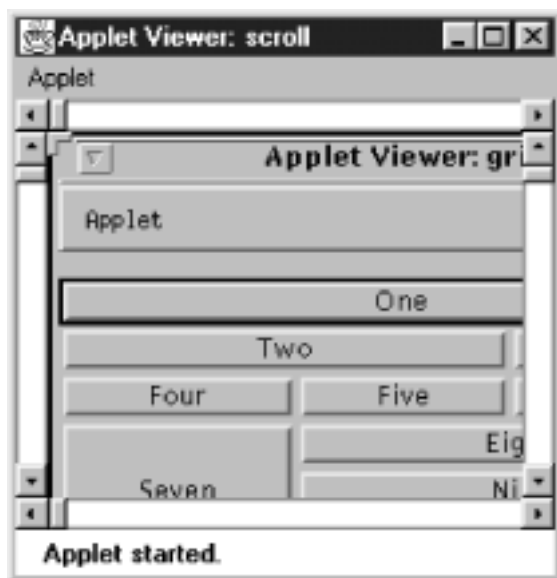 Applet Viewer: scroll
Applet
Applet Viewer: gri
Applet
One
Two
Four Five
Eig
Seven Ni
Applet started.